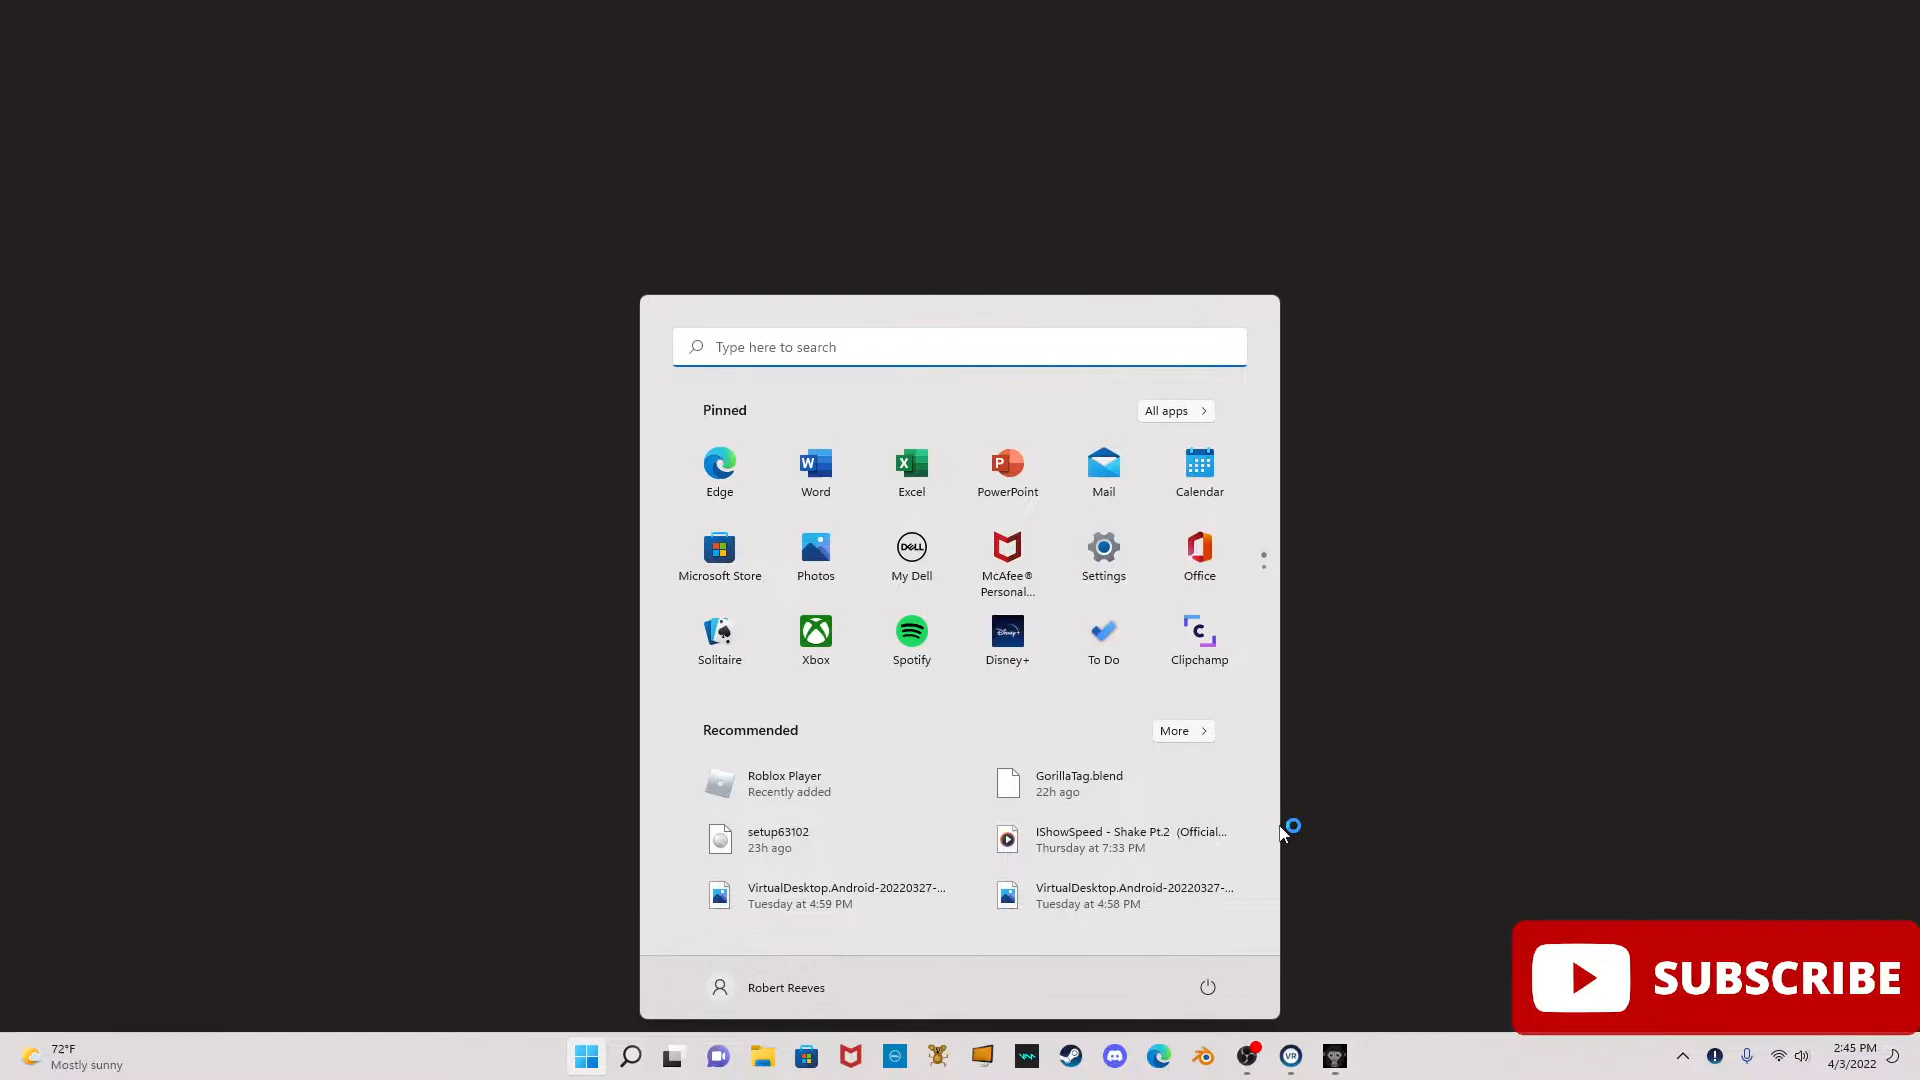 Type here to search
Pinned
All apps
Edge
Word
Excel
PowerPoint
Mail
Calendar
Microsoft Store
Photos
My Dell
McAfee®
Personal...
Settings
Office
Solitaire
Xbox
Spotify
Disney+
To Do
Clipchamp
Recommended
More
Roblox Player
Recently added
GorillaTag.blend
22h ago
setup63102
23h ago
IShowSpeed - Shake Pt.2 (Official...
Thursday at 7:33 PM
VirtualDesktop.Android-20220327-...
Tuesday at 4:59 PM
VirtualDesktop.Android-20220327-...
Tuesday at 4:58 PM
Robert Reeves
SUBSCRIBE
72°F
Mostly sunny
2:45 PM
4/3/2022